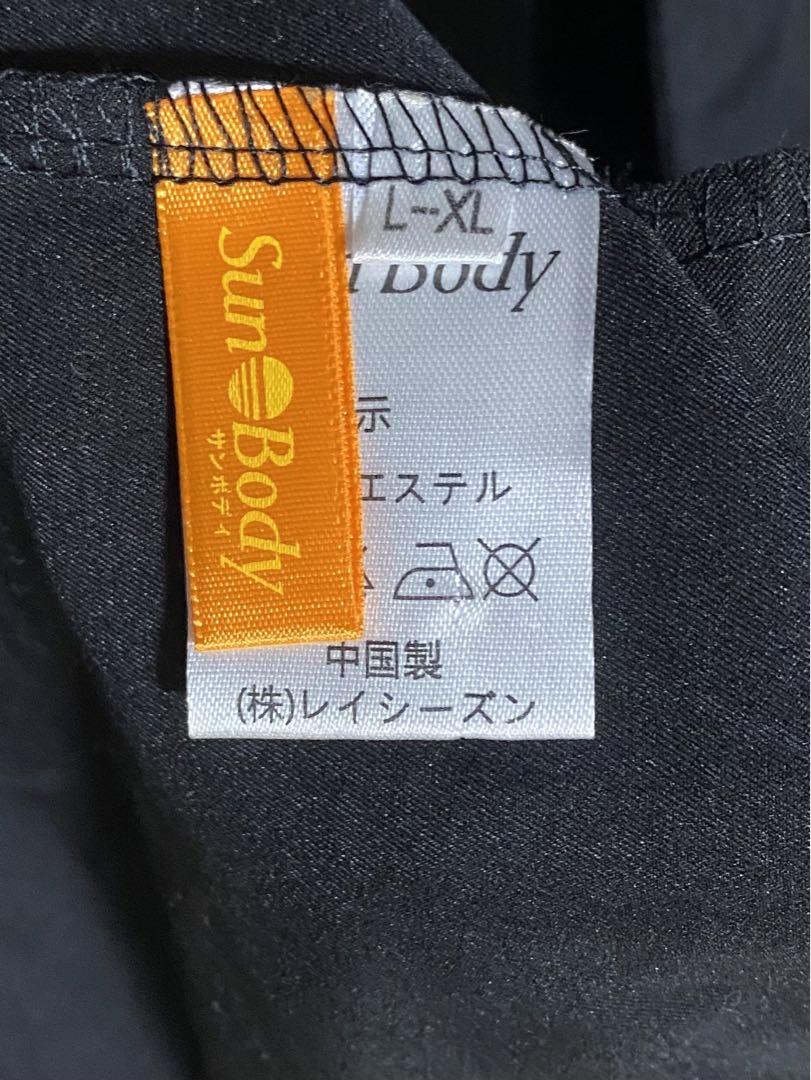 Sun Body
サンボディ
L--XL
Body
示
エステル
中国製
(株)レイシーズン